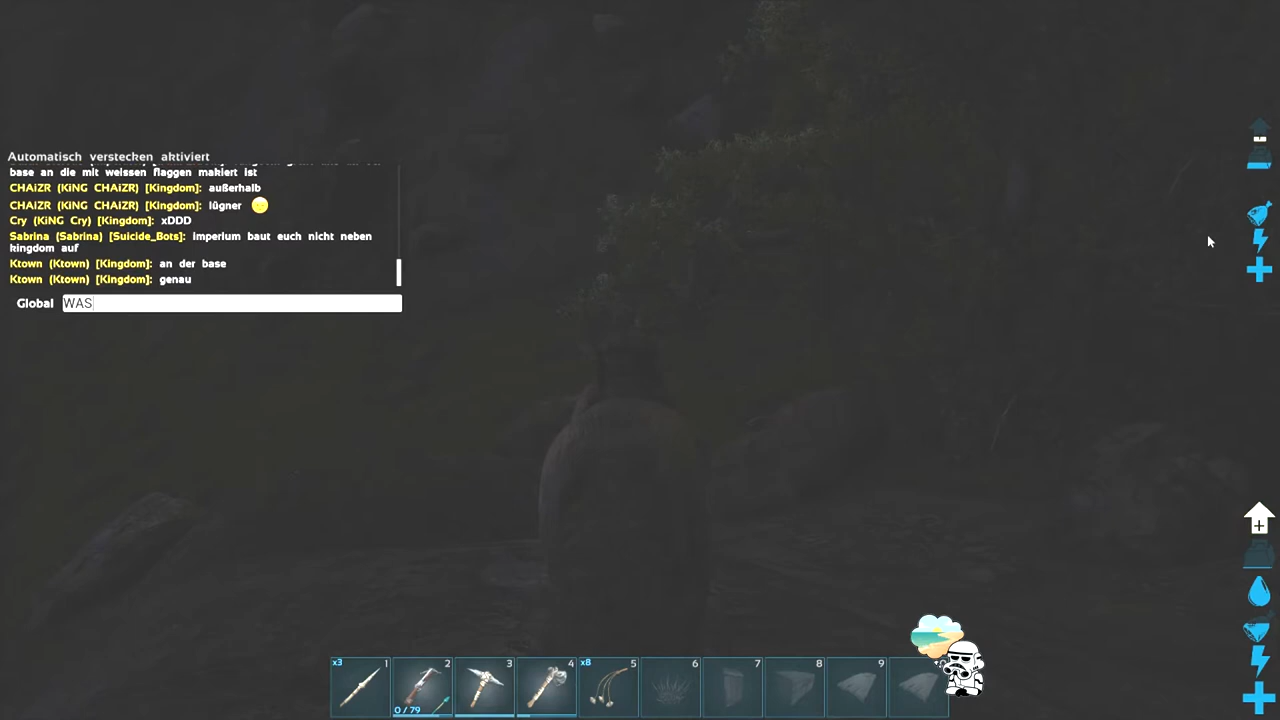 Automatisch verstecken aktiviert
base an die mit weissen flaggen makiert ist
CHAiZR (KiNG CHAiZR) [Kingdom]: außerhalb
CHAiZR (KiNG CHAiZR) [Kingdom]: lügner
Cry (KiNG Cry) [Kingdom]: xDDD
Sabrina (Sabrina) [Suicide_Bots]: imperium baut euch nicht neben
kingdom auf
Ktown (Ktown) [Kingdom]: an der base
Ktown (Ktown) [Kingdom]: genau
Global WAS
x3 1 2 3 4 x8 5 6 7 8 9
0 / 79